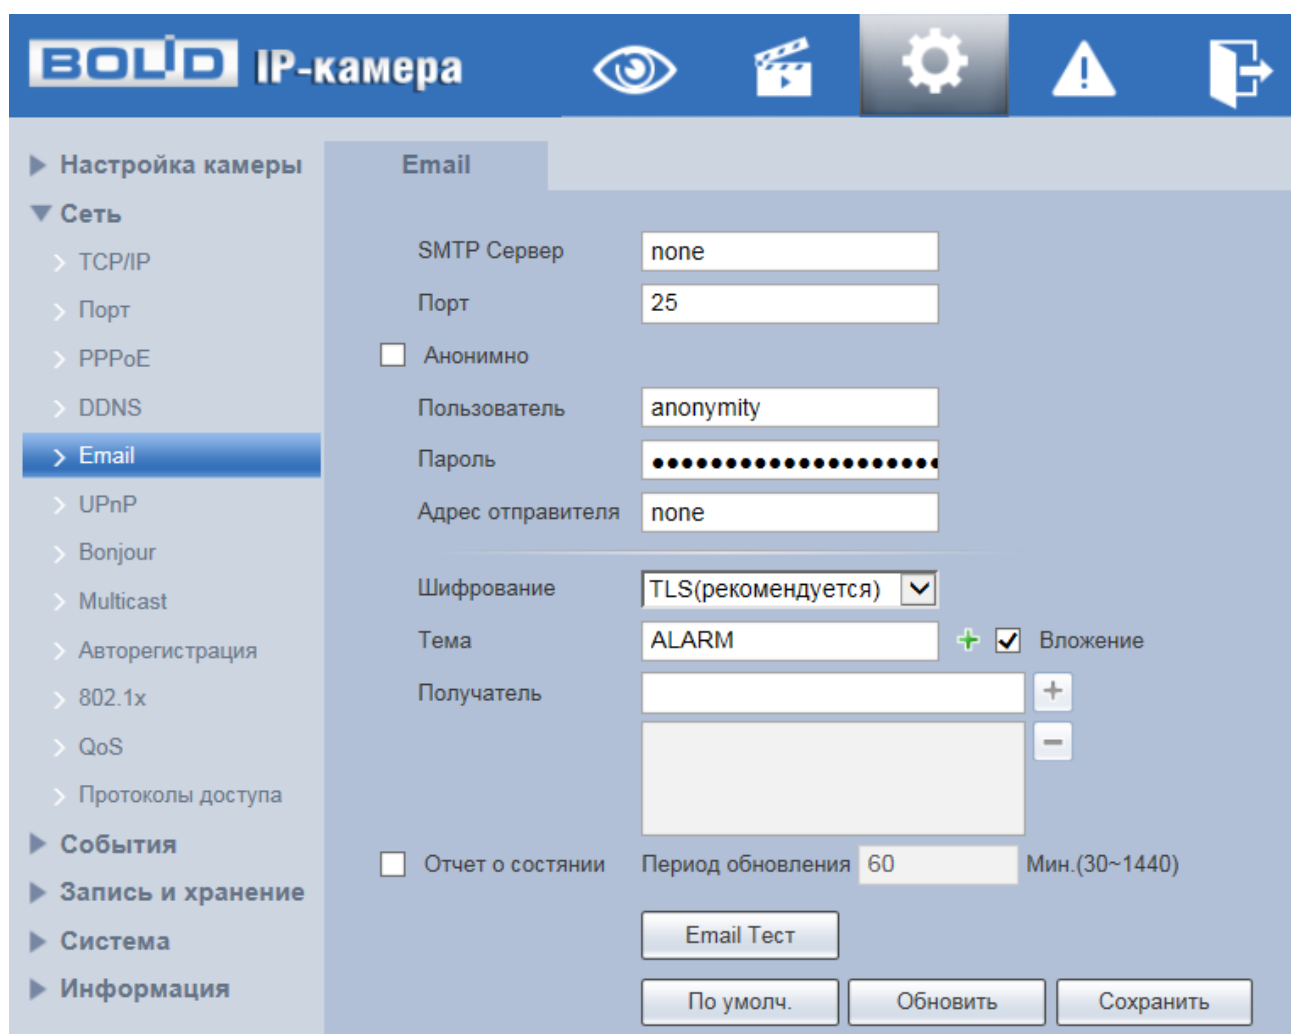 BOLID IP-камера
Настройка камеры
Сеть
TCP/IP
Порт
PPPoE
DDNS
Email
UPnP
Bonjour
Multicast
Авторегистрация
802.1x
QoS
Протоколы доступа
События
Запись и хранение
Система
Информация
Email
SMTP Сервер none
Порт 25
Анонимно
Пользователь anonymity
Пароль ●●●●●●●●●●●●●●●●●●●●
Адрес отправителя none
Шифрование TLS(рекомендуется)
Тема ALARM Вложение
Получатель
Отчет о состянии Период обновления 60 Мин.(30~1440)
Email Тест
По умолч. Обновить Сохранить